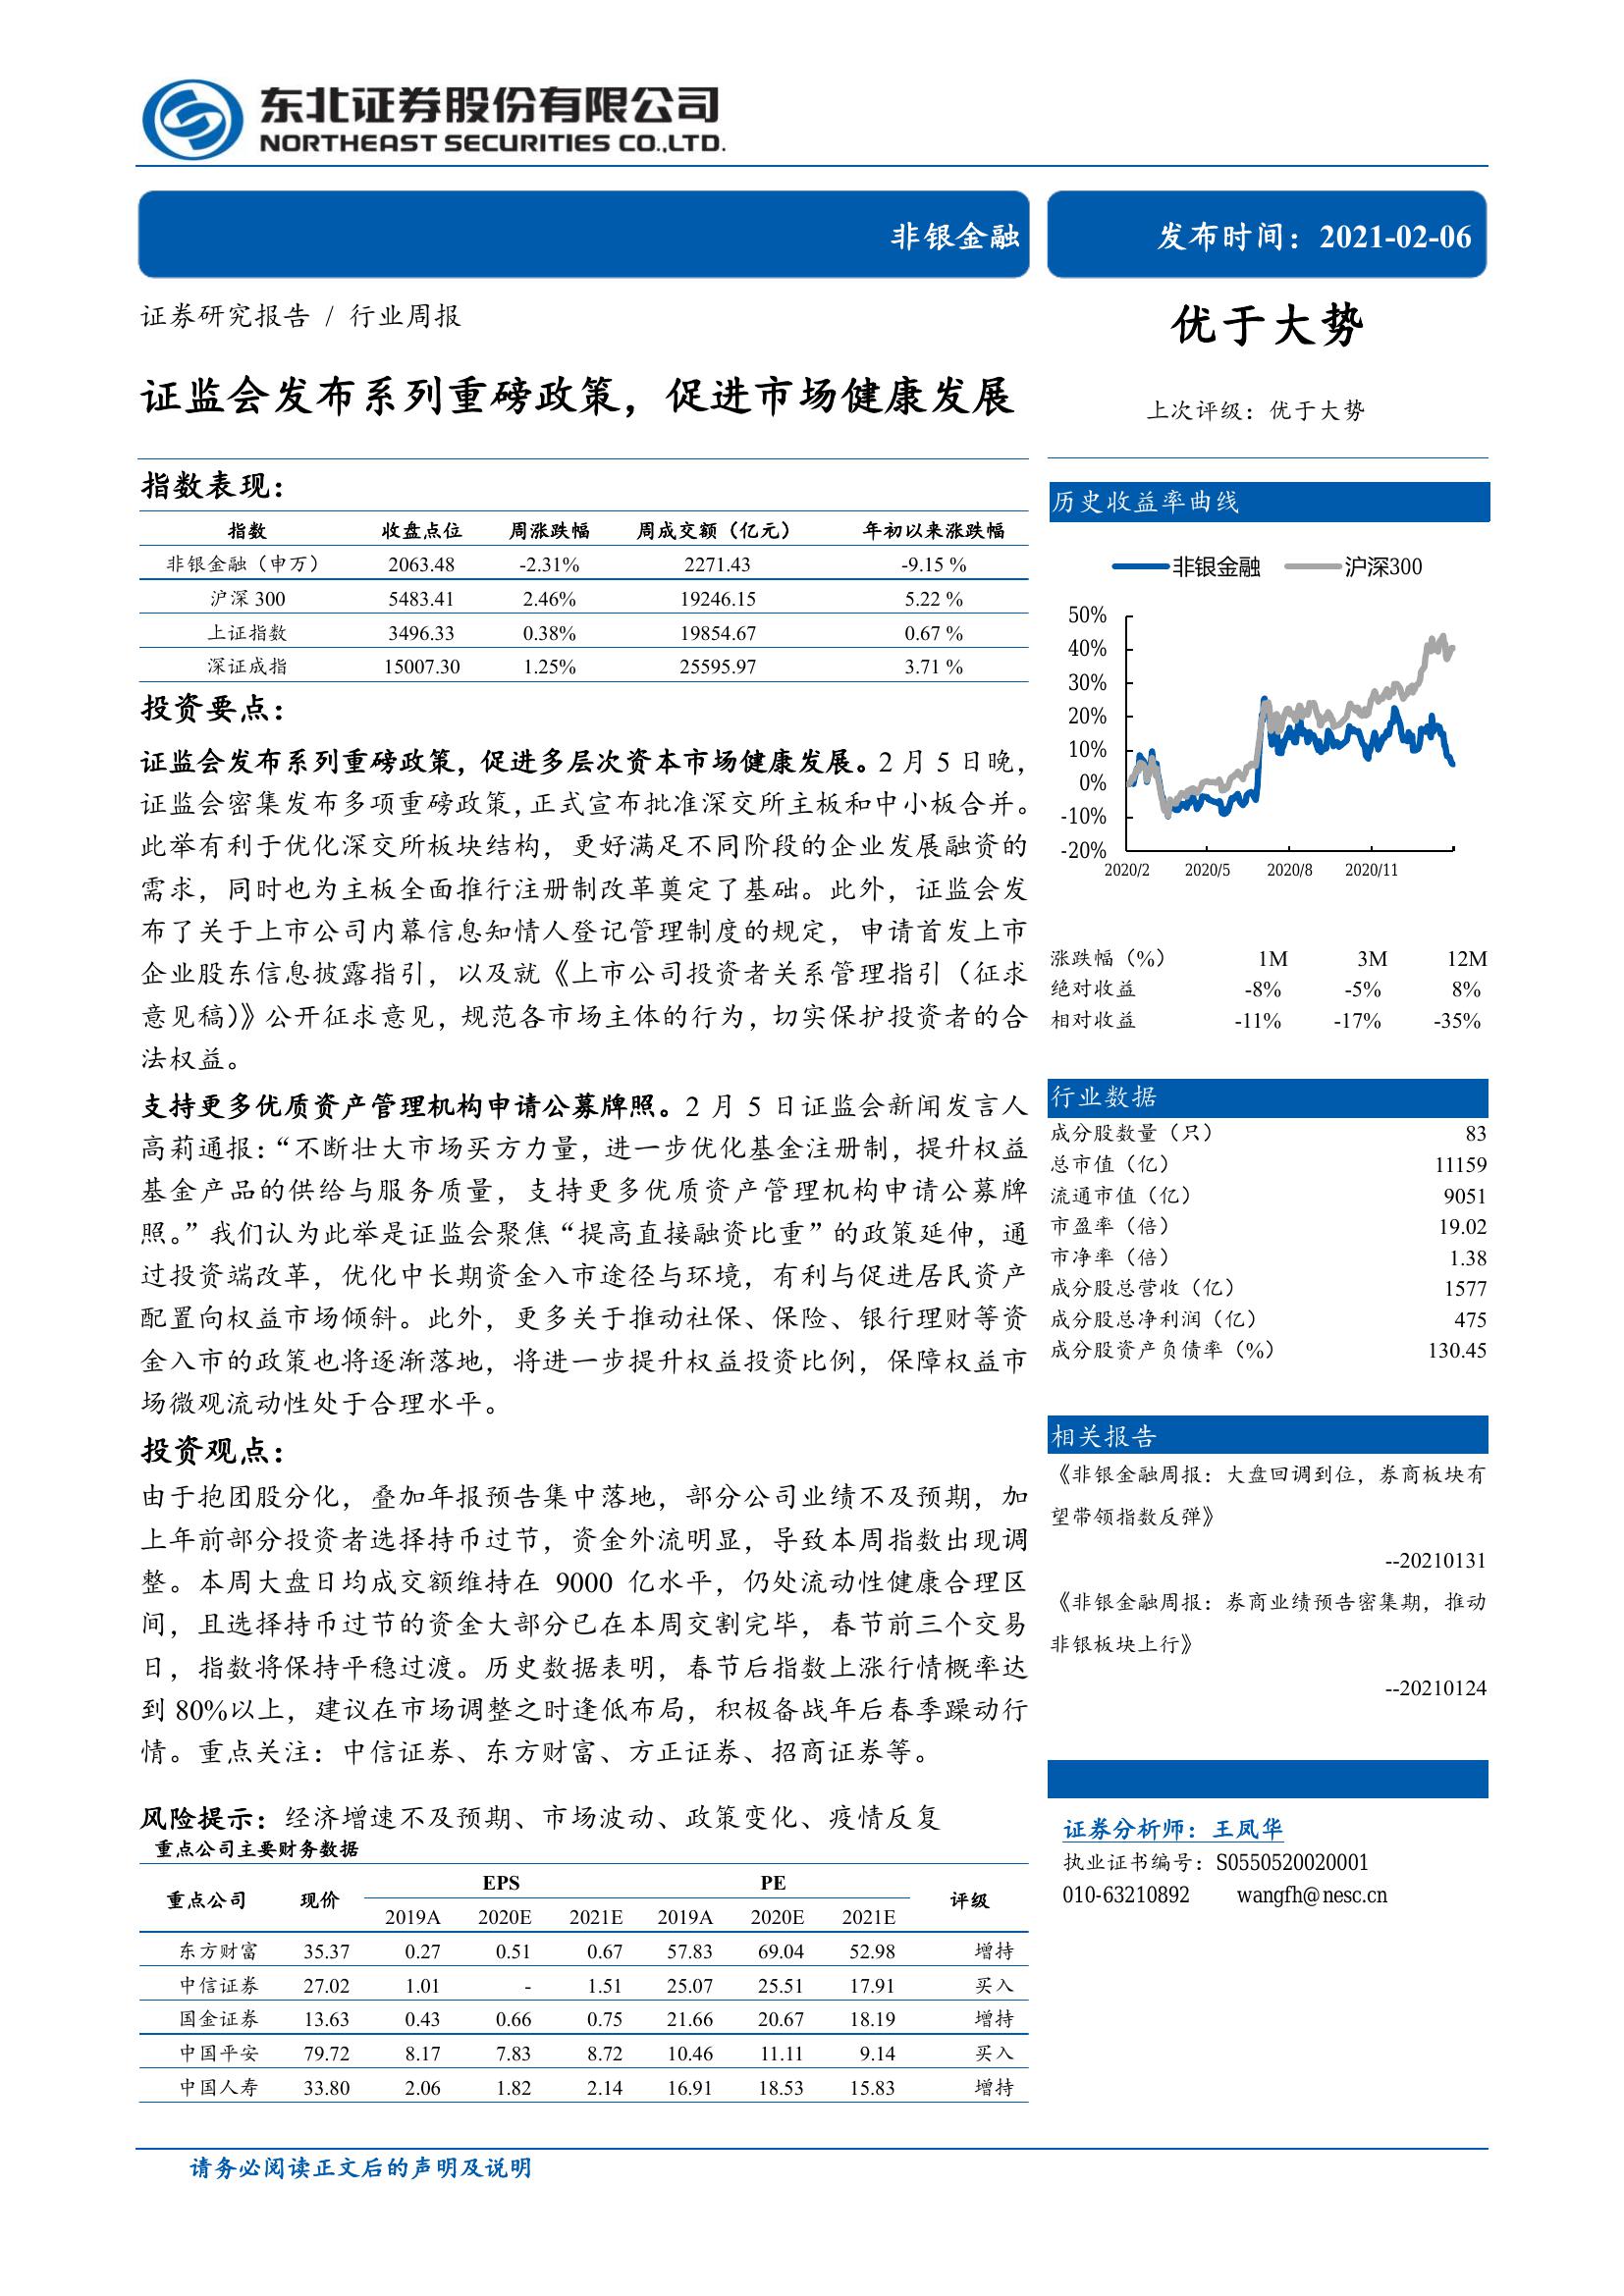 东北证券股份有限公司
NORTHEAST SECURITIES CO.,LTD.
非银金融
发布时间：2021-02-06
证券研究报告 / 行业周报
证监会发布系列重磅政策，促进市场健康发展
优于大势
上次评级：优于大势
指数表现：
指数 收盘点位 周涨跌幅 周成交额（亿元） 年初以来涨跌幅
非银金融（申万） 2063.48 -2.31% 2271.43 -9.15 %
沪深 300 5483.41 2.46% 19246.15 5.22 %
上证指数 3496.33 0.38% 19854.67 0.67 %
深证成指 15007.30 1.25% 25595.97 3.71 %
投资要点：
证监会发布系列重磅政策，促进多层次资本市场健康发展。2 月 5 日晚，
证监会密集发布多项重磅政策，正式宣布批准深交所主板和中小板合并。
此举有利于优化深交所板块结构，更好满足不同阶段的企业发展融资的
需求，同时也为主板全面推行注册制改革奠定了基础。此外，证监会发
布了关于上市公司内幕信息知情人登记管理制度的规定，申请首发上市
企业股东信息披露指引，以及就《上市公司投资者关系管理指引（征求
意见稿）》公开征求意见，规范各市场主体的行为，切实保护投资者的合
法权益。
支持更多优质资产管理机构申请公募牌照。2 月 5 日证监会新闻发言人
高莉通报：“不断壮大市场买方力量，进一步优化基金注册制，提升权益
基金产品的供给与服务质量，支持更多优质资产管理机构申请公募牌
照。”我们认为此举是证监会聚焦“提高直接融资比重”的政策延伸，通
过投资端改革，优化中长期资金入市途径与环境，有利与促进居民资产
配置向权益市场倾斜。此外，更多关于推动社保、保险、银行理财等资
金入市的政策也将逐渐落地，将进一步提升权益投资比例，保障权益市
场微观流动性处于合理水平。
投资观点：
由于抱团股分化，叠加年报预告集中落地，部分公司业绩不及预期，加
上年前部分投资者选择持币过节，资金外流明显，导致本周指数出现调
整。本周大盘日均成交额维持在 9000 亿水平，仍处流动性健康合理区
间，且选择持币过节的资金大部分已在本周交割完毕，春节前三个交易
日，指数将保持平稳过渡。历史数据表明，春节后指数上涨行情概率达
到 80%以上，建议在市场调整之时逢低布局，积极备战年后春季躁动行
情。重点关注：中信证券、东方财富、方正证券、招商证券等。
风险提示：经济增速不及预期、市场波动、政策变化、疫情反复
重点公司主要财务数据
重点公司 现价 EPS PE 评级
2019A 2020E 2021E 2019A 2020E 2021E
东方财富 35.37 0.27 0.51 0.67 57.83 69.04 52.98 增持
中信证券 27.02 1.01 - 1.51 25.07 25.51 17.91 买入
国金证券 13.63 0.43 0.66 0.75 21.66 20.67 18.19 增持
中国平安 79.72 8.17 7.83 8.72 10.46 11.11 9.14 买入
中国人寿 33.80 2.06 1.82 2.14 16.91 18.53 15.83 增持
历史收益率曲线
非银金融 沪深300
50%
40%
30%
20%
10%
0%
-10%
-20%
2020/2 2020/5 2020/8 2020/11
涨跌幅（%） 1M 3M 12M
绝对收益 -8% -5% 8%
相对收益 -11% -17% -35%
行业数据
成分股数量（只） 83
总市值（亿） 11159
流通市值（亿） 9051
市盈率（倍） 19.02
市净率（倍） 1.38
成分股总营收（亿） 1577
成分股总净利润（亿） 475
成分股资产负债率（%） 130.45
相关报告
《非银金融周报：大盘回调到位，券商板块有
望带领指数反弹》
--20210131
《非银金融周报：券商业绩预告密集期，推动
非银板块上行》
--20210124
证券分析师：王凤华
执业证书编号：S0550520020001
010-63210892 wangfh@nesc.cn
请务必阅读正文后的声明及说明